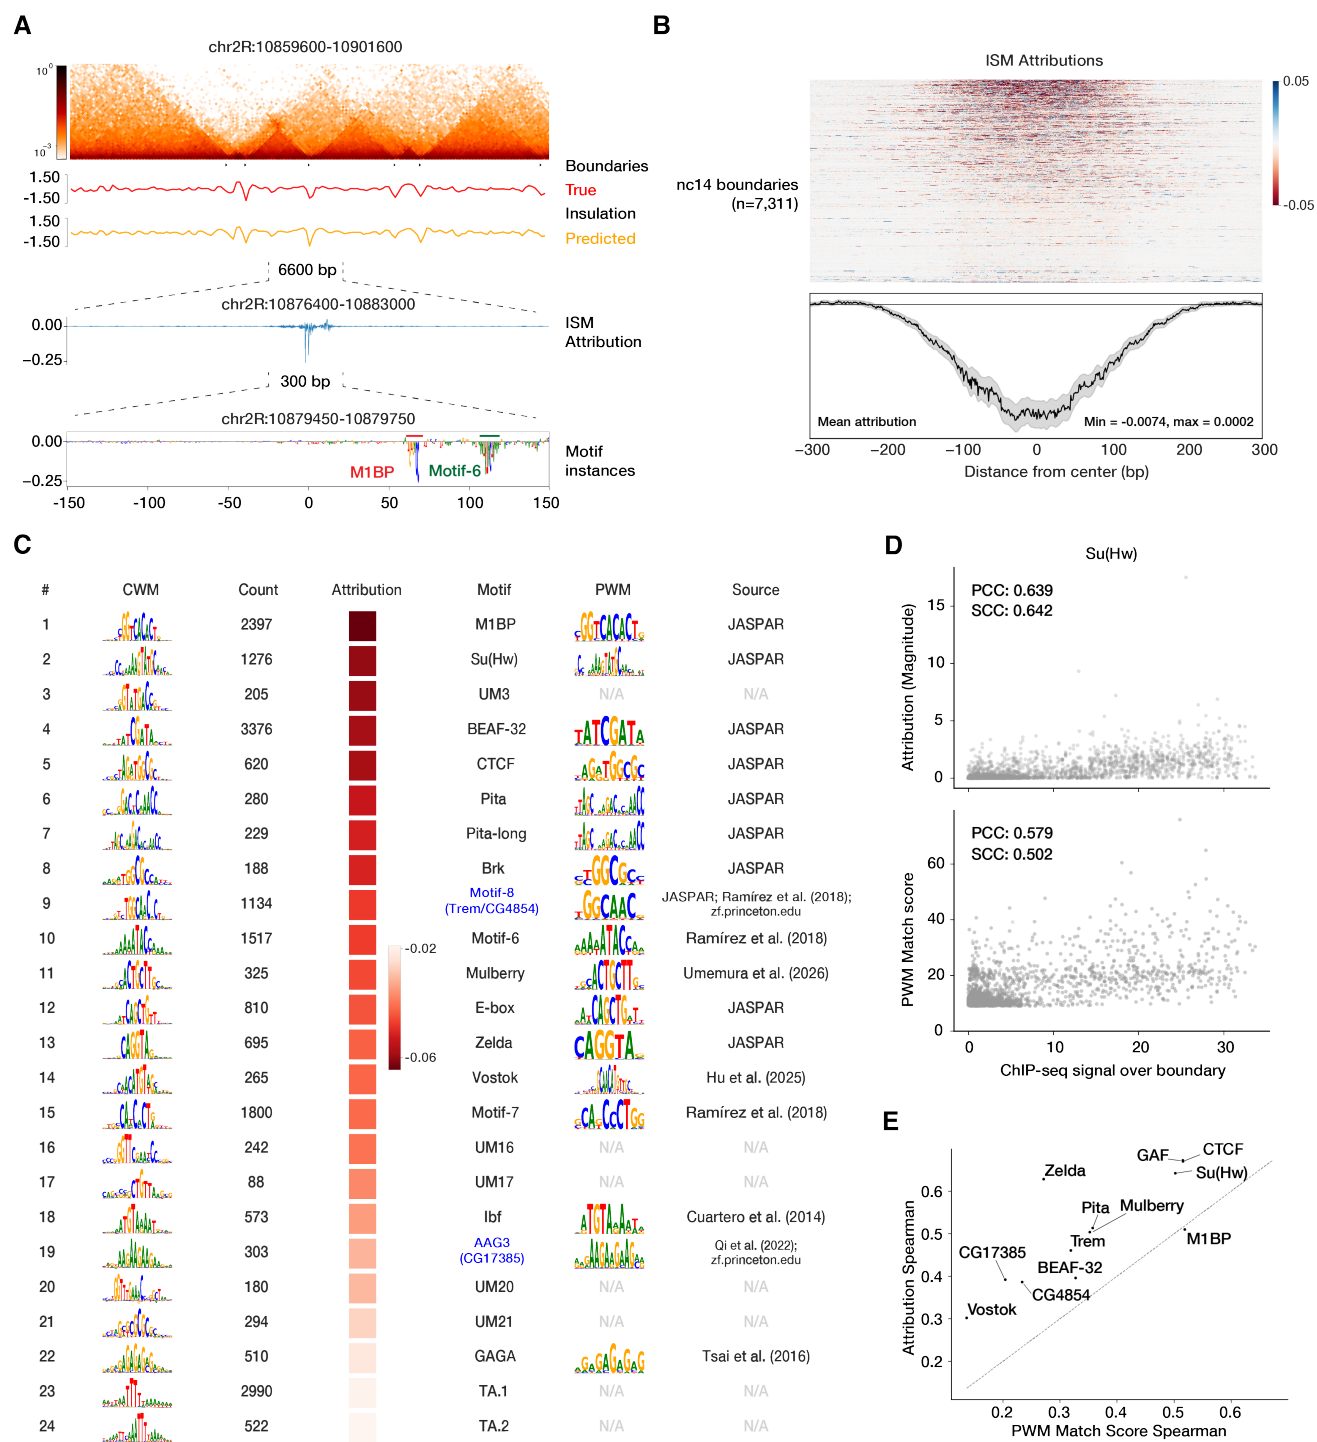 A
chr2R:10859600-10901600
10^0
10^-3
Boundaries
1.50
-1.50
True
Insulation
1.50
-1.50
Predicted
6600 bp
chr2R:10876400-10883000
0.00
−0.25
ISM
Attribution
300 bp
chr2R:10879450-10879750
0.00
−0.25
M1BP
Motif-6
Motif
instances
-150 -100 -50 0 50 100 150
B
ISM Attributions
0.05
-0.05
nc14 boundaries
(n=7,311)
Mean attribution
Min = -0.0074, max = 0.0002
−300 −200 −100 0 100 200 300
Distance from center (bp)
C
# CWM Count Attribution Motif PWM Source
1 2397 M1BP JASPAR
2 1276 Su(Hw) JASPAR
3 205 UM3 N/A N/A
4 3376 BEAF-32 JASPAR
5 620 CTCF JASPAR
6 280 Pita JASPAR
7 229 Pita-long JASPAR
8 188 Brk JASPAR
9 1134 Motif-8 (Trem/CG4854) JASPAR; Ramírez et al. (2018); zf.princeton.edu
10 1517 Motif-6 Ramírez et al. (2018)
11 325 Mulberry Umemura et al. (2026)
12 810 E-box JASPAR
13 695 Zelda JASPAR
14 265 Vostok Hu et al. (2025)
15 1800 Motif-7 Ramírez et al. (2018)
16 242 UM16 N/A N/A
17 88 UM17 N/A N/A
18 573 Ibf Cuartero et al. (2014)
19 303 AAG3 (CG17385) Qi et al. (2022); zf.princeton.edu
20 180 UM20 N/A N/A
21 294 UM21 N/A N/A
22 510 GAGA Tsai et al. (2016)
23 2990 TA.1 N/A N/A
24 522 TA.2 N/A N/A
-0.02
-0.06
D
Su(Hw)
PCC: 0.639
SCC: 0.642
Attribution (Magnitude)
15
10
5
0
PCC: 0.579
SCC: 0.502
PWM Match score
60
40
20
0
0 10 20 30
ChIP-seq signal over boundary
E
GAF
CTCF
Su(Hw)
Zelda
Pita
Mulberry
Trem
M1BP
CG17385
BEAF-32
CG4854
Vostok
Attribution Spearman
0.6
0.5
0.4
0.3
0.2
0.2 0.3 0.4 0.5 0.6
PWM Match Score Spearman